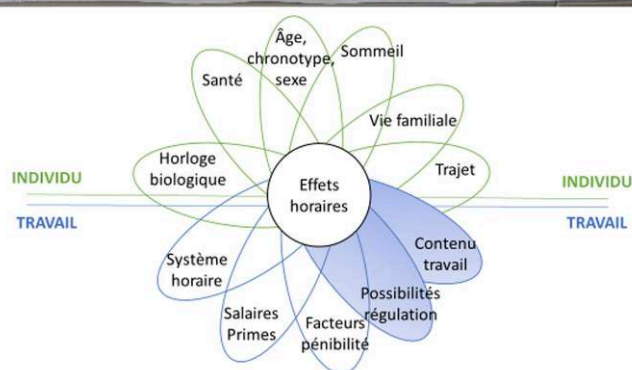 Âge,
chronotype,
sexe
Sommeil
Santé
Vie familiale
Horloge
biologique
Trajet
INDIVIDU
INDIVIDU
Effets
horaires
TRAVAIL
TRAVAIL
Contenu
travail
Système
horaire
Possibilités
régulation
Salaires
Primes
Facteurs
pénibilité